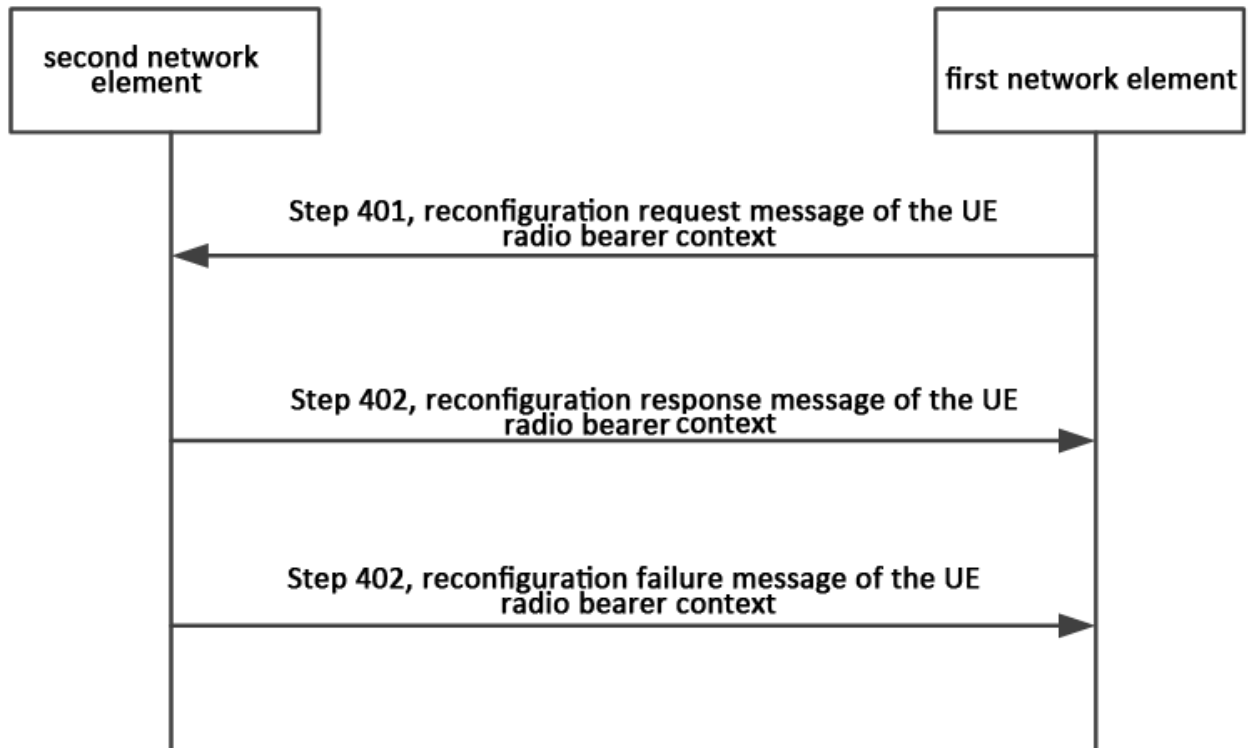 second network
element
first network element
Step 401, reconfiguration request message of the UE
radio bearer context
Step 402, reconfiguration response message of the UE
radio bearer context
Step 402, reconfiguration failure message of the UE
radio bearer context